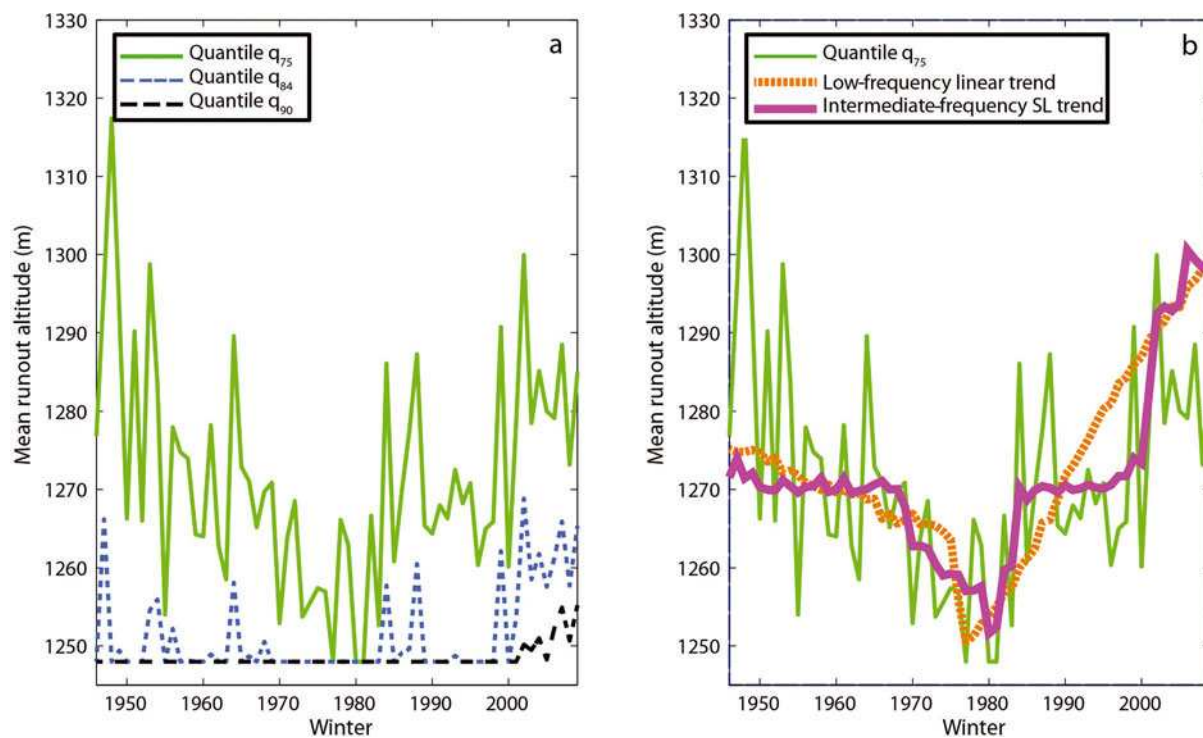 a
Quantile q75
Quantile q84
Quantile q90
1330
1320
1310
1300
1290
1280
1270
1260
1250
Mean runout altitude (m)
1950 1960 1970 1980 1990 2000
Winter
b
Quantile q75
Low-frequency linear trend
Intermediate-frequency SL trend
1330
1320
1310
1300
1290
1280
1270
1260
1250
Mean runout altitude (m)
1950 1960 1970 1980 1990 2000
Winter